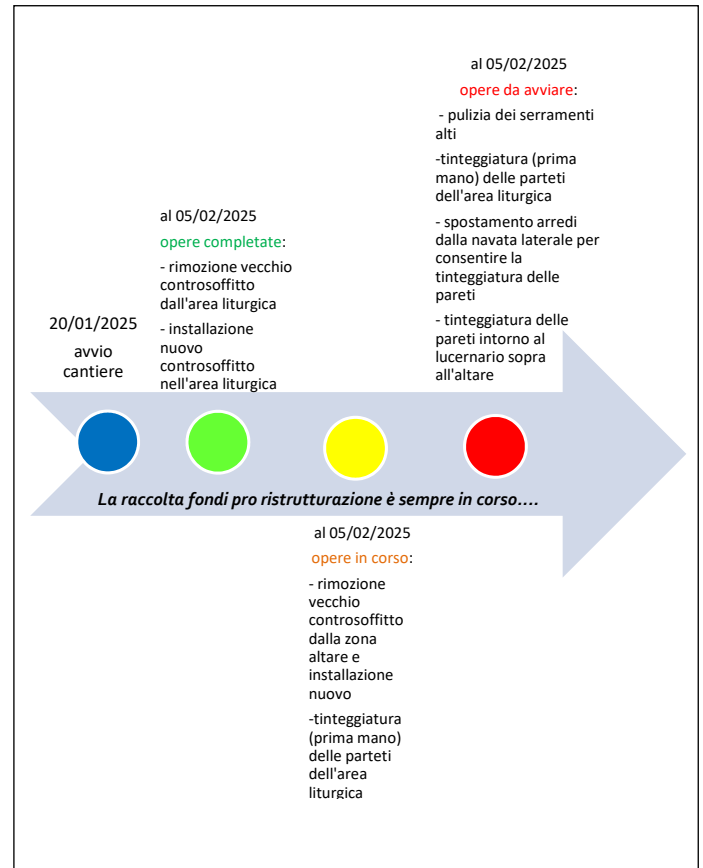 20/01/2025
avvio
cantiere
al 05/02/2025
opere completate:
- rimozione vecchio
controsoffitto
dall'area liturgica
- installazione
nuovo
controsoffitto
nell'area liturgica
al 05/02/2025
opere da avviare:
- pulizia dei serramenti
alti
-tinteggiatura (prima
mano) delle parteti
dell'area liturgica
- spostamento arredi
dalla navata laterale per
consentire la
tinteggiatura delle
pareti
- tinteggiatura delle
pareti intorno al
lucernario sopra
all'altare
La raccolta fondi pro ristrutturazione è sempre in corso....
al 05/02/2025
opere in corso:
- rimozione
vecchio
controsoffitto
dalla zona
altare e
installazione
nuovo
-tinteggiatura
(prima mano)
delle parteti
dell'area
liturgica